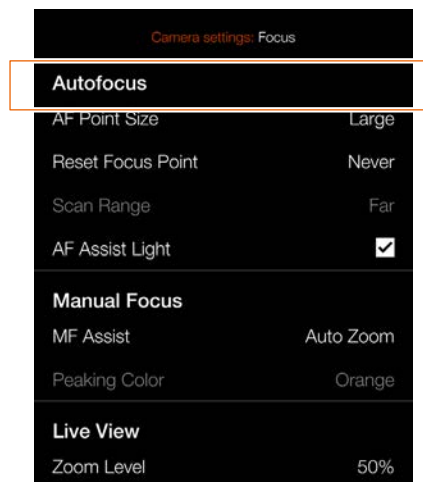 Camera settings: Focus
Autofocus
AF Point Size Large
Reset Focus Point Never
Scan Range Far
AF Assist Light
Manual Focus
MF Assist Auto Zoom
Peaking Color Orange
Live View
Zoom Level 50%